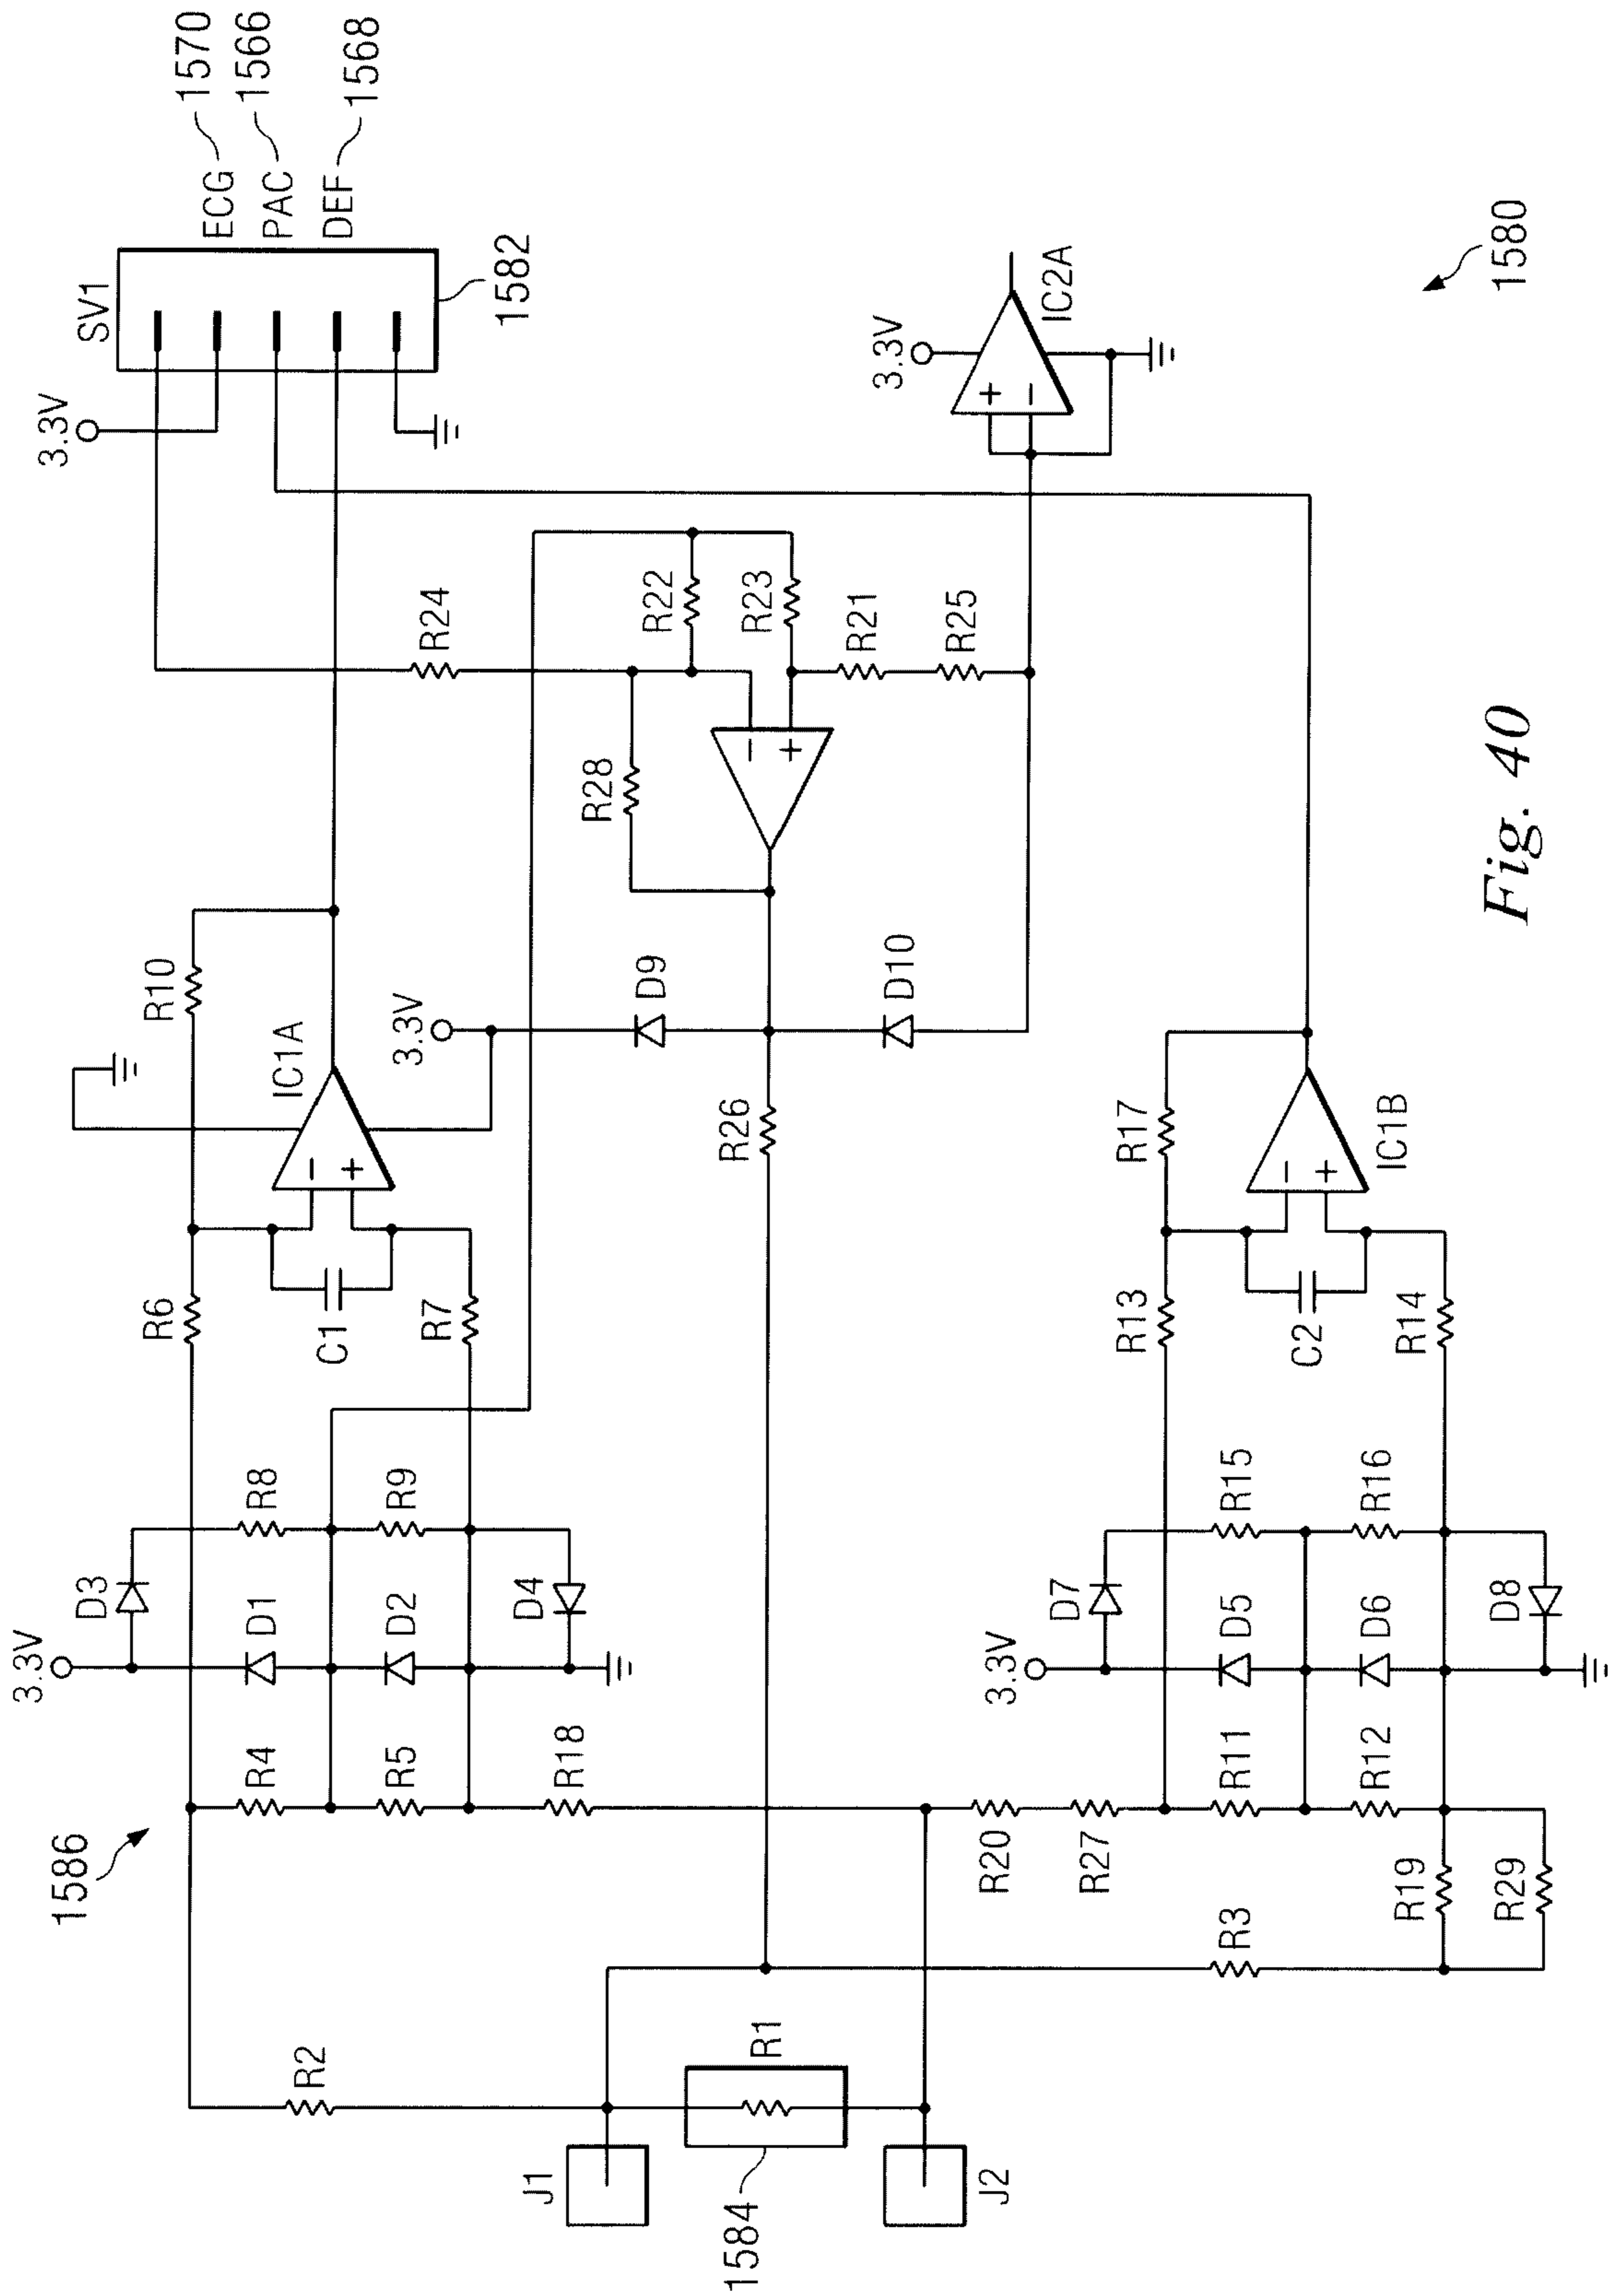 ECG 1570
PAC 1566
DEF 1568
SV1
1582
3.3V
3.3V
IC2A
1580
R24
R22
R23
R21
R25
R28
R10
IC1A
3.3V
D9
D10
R26
R17
IC1B
R6
C1
R7
R13
C2
R14
R8
R9
D3
D1
D2
D4
3.3V
R15
R16
D7
D5
D6
D8
3.3V
1586
R4
R5
R18
R20
R27
R11
R12
R19
R29
R3
R2
R1
J1
J2
1584
Fig. 40